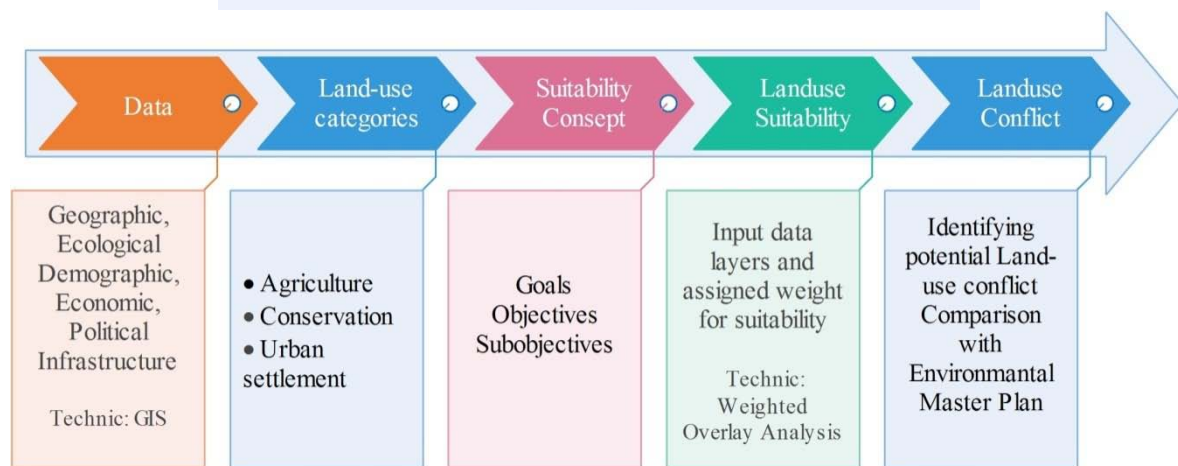 Data
Land-use
categories
Suitability
Consept
Landuse
Suitability
Landuse
Conflict
Geographic,
Ecological
Demographic,
Economic,
Political
Infrastructure
Technic: GIS
● Agriculture
● Conservation
● Urban
settlement
Goals
Objectives
Subobjectives
Input data
layers and
assigned weight
for suitability
Technic:
Weighted
Overlay Analysis
Identifying
potential Land-
use conflict
Comparison
with
Environmantal
Master Plan